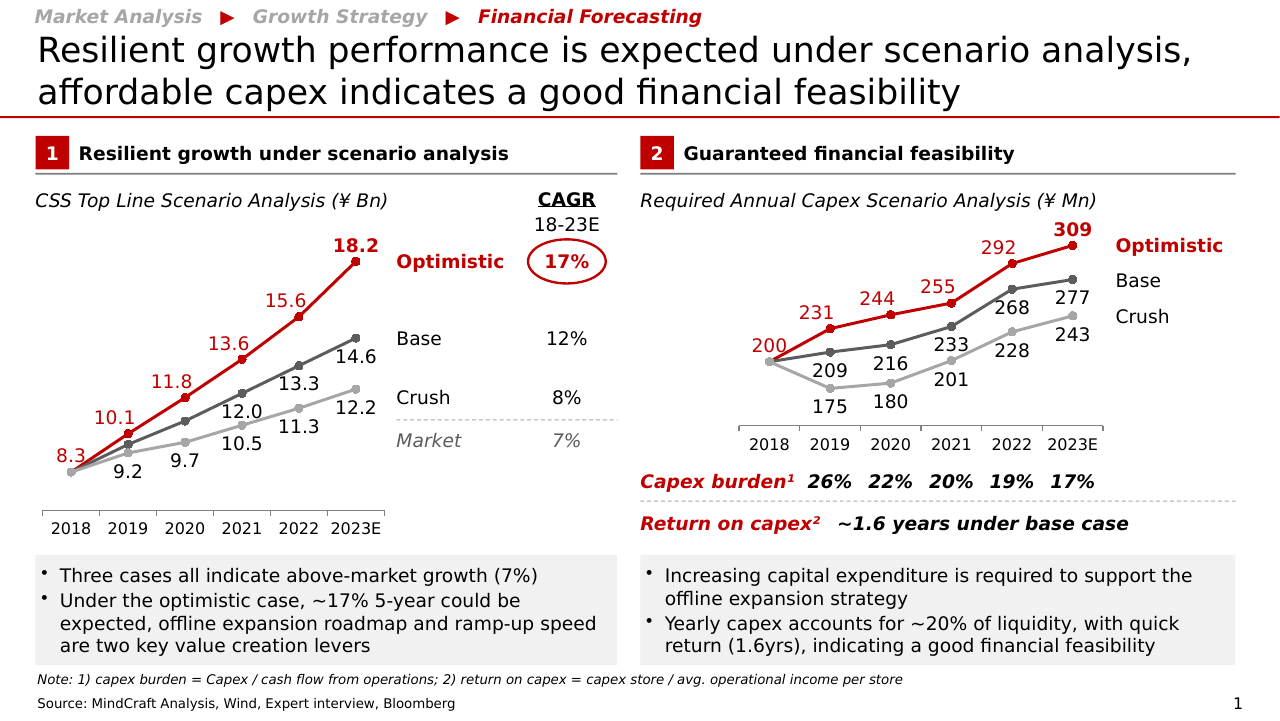 Market Analysis ▶ Growth Strategy ▶ Financial Forecasting
Resilient growth performance is expected under scenario analysis,
affordable capex indicates a good financial feasibility
1 Resilient growth under scenario analysis
CSS Top Line Scenario Analysis (¥ Bn)
CAGR
18-23E
18.2
Optimistic 17%
15.6
13.6
11.8
10.1
8.3
Base 12%
14.6
13.3
12.0
Crush 8%
12.2
11.3
10.5
9.7
9.2
Market 7%
2018 2019 2020 2021 2022 2023E
• Three cases all indicate above-market growth (7%)
• Under the optimistic case, ~17% 5-year could be
expected, offline expansion roadmap and ramp-up speed
are two key value creation levers
2 Guaranteed financial feasibility
Required Annual Capex Scenario Analysis (¥ Mn)
309
Optimistic
292
255
244
231
200
Base
277
268
233
216
209
Crush
243
228
201
180
175
2018 2019 2020 2021 2022 2023E
Capex burden¹ 26% 22% 20% 19% 17%
Return on capex² ~1.6 years under base case
• Increasing capital expenditure is required to support the
offline expansion strategy
• Yearly capex accounts for ~20% of liquidity, with quick
return (1.6yrs), indicating a good financial feasibility
Note: 1) capex burden = Capex / cash flow from operations; 2) return on capex = capex store / avg. operational income per store
Source: MindCraft Analysis, Wind, Expert interview, Bloomberg
1